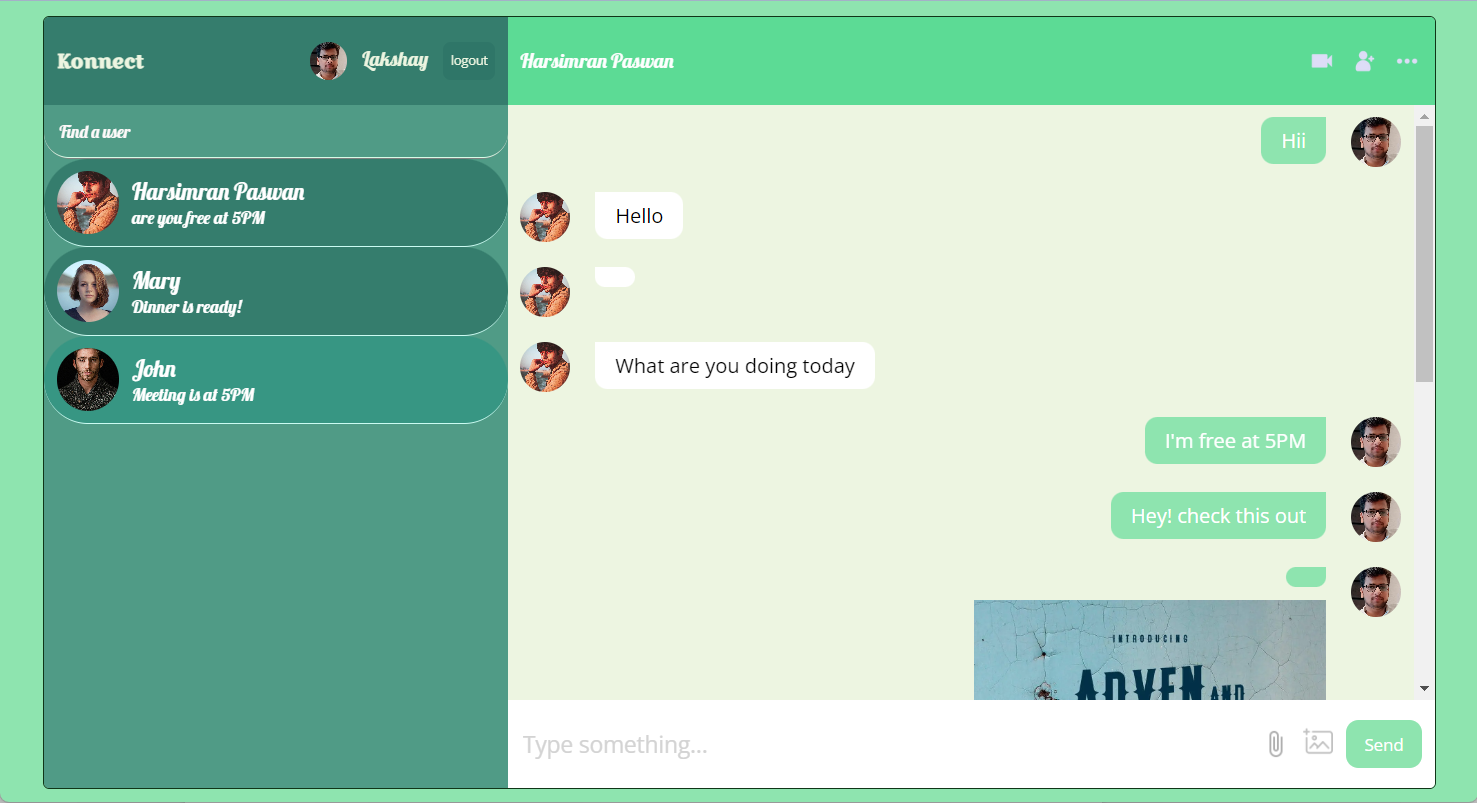 Konnect
Lakshay
logout
Find a user
Harsimran Paswan
are you free at 5PM
Mary
Dinner is ready!
John
Meeting is at 5PM
Harsimran Paswan
Hii
Hello
What are you doing today
I'm free at 5PM
Hey! check this out
INTRODUCING
ADVEN AND
Type something...
Send